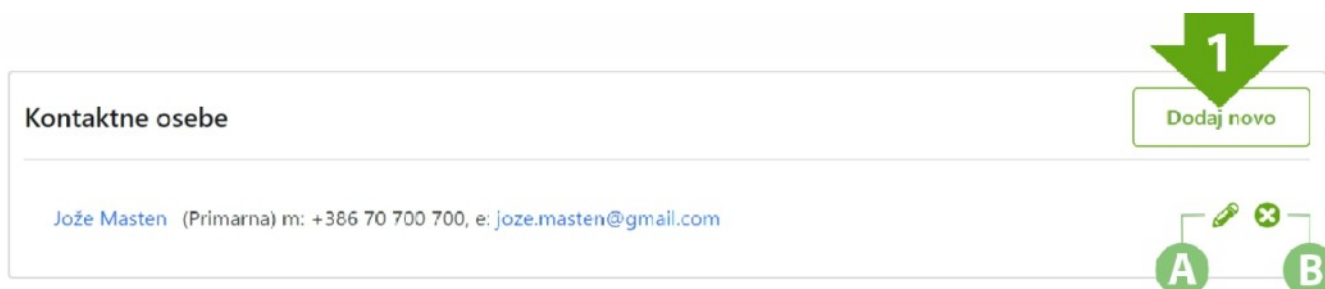 1
Kontaktne osebe
Dodaj novo
Jože Masten (Primarna) m: +386 70 700 700, e: joze.masten@gmail.com
A
B